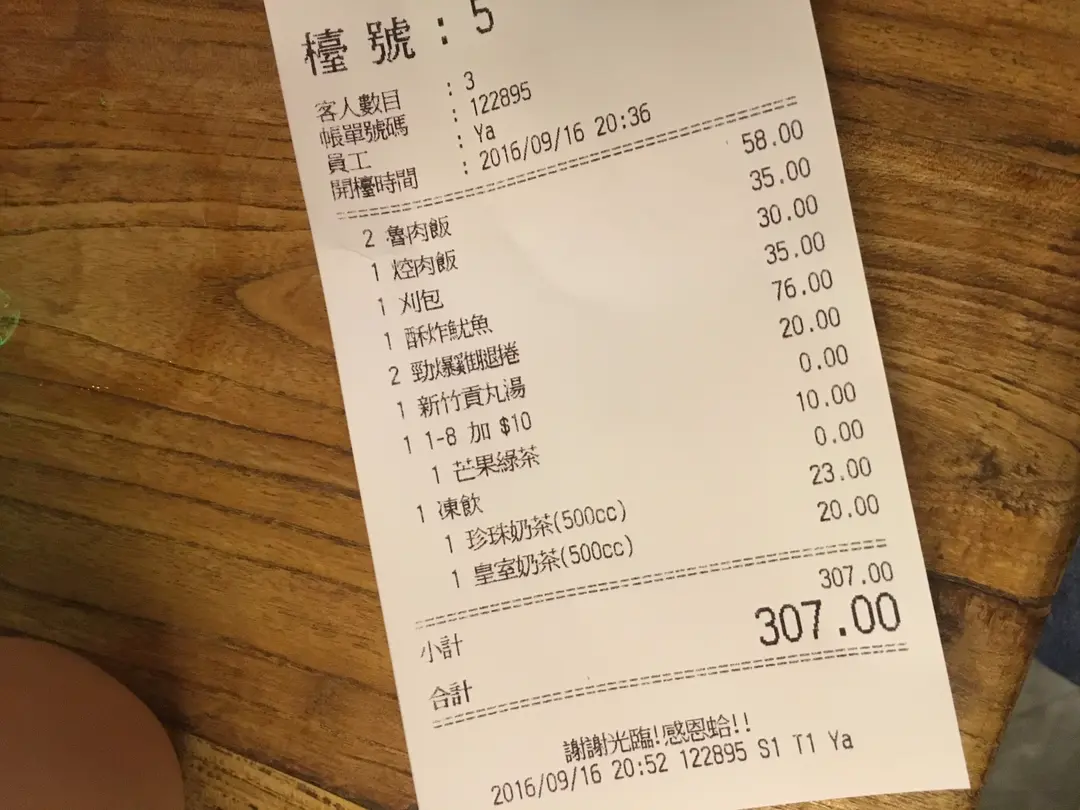 檯 號 : 5
客人數目 : 3
帳單號碼 : 122895
員工 : Ya
開檯時間 : 2016/09/16 20:36
2 魯肉飯 58.00
1 焢肉飯 35.00
1 刈包 30.00
1 酥炸魷魚 35.00
2 勁爆雞腿捲 76.00
1 新竹貢丸湯 20.00
1 1-8 加 $10 0.00
1 芒果綠茶 10.00
1 凍飲 0.00
1 珍珠奶茶(500cc) 23.00
1 皇室奶茶(500cc) 20.00
小計 307.00
合計 307.00
謝謝光臨!感恩蛤!!
2016/09/16 20:52 122895 S1 T1 Ya